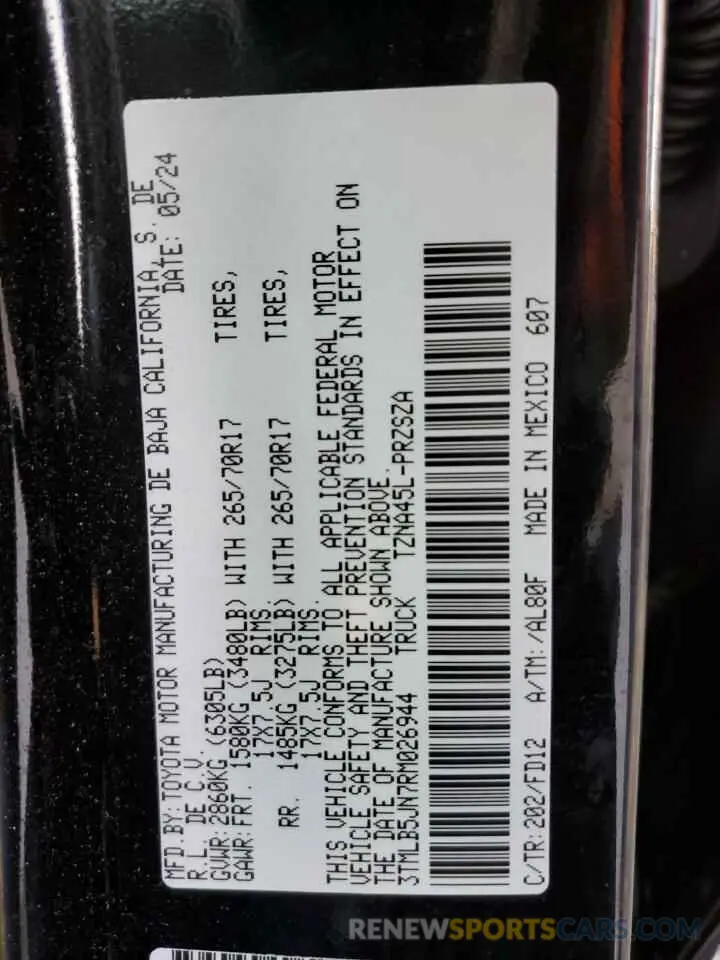 MFD.BY:TOYOTA MOTOR MANUFACTURING DE BAJA CALIFORNIA,S. DE
R.L. DE C.V. DATE: 05/24
GVWR:2860KG (6305LB)
GAWR:FRT. 1580KG (3480LB) WITH 265/70R17 TIRES,
17X7.5J RIMS.
RR. 1485KG (3275LB) WITH 265/70R17 TIRES,
17X7.5J RIMS.
THIS VEHICLE CONFORMS TO ALL APPLICABLE FEDERAL MOTOR
VEHICLE SAFETY AND THEFT PREVENTION STANDARDS IN EFFECT ON
THE DATE OF MANUFACTURE SHOWN ABOVE.
3TMLB5JN7RM026944 TRUCK TZNA45L-PRZSZA
C/TR:202/FD12 A/TM:/AL80F MADE IN MEXICO 607
RENEWSPORTSCARS.COM